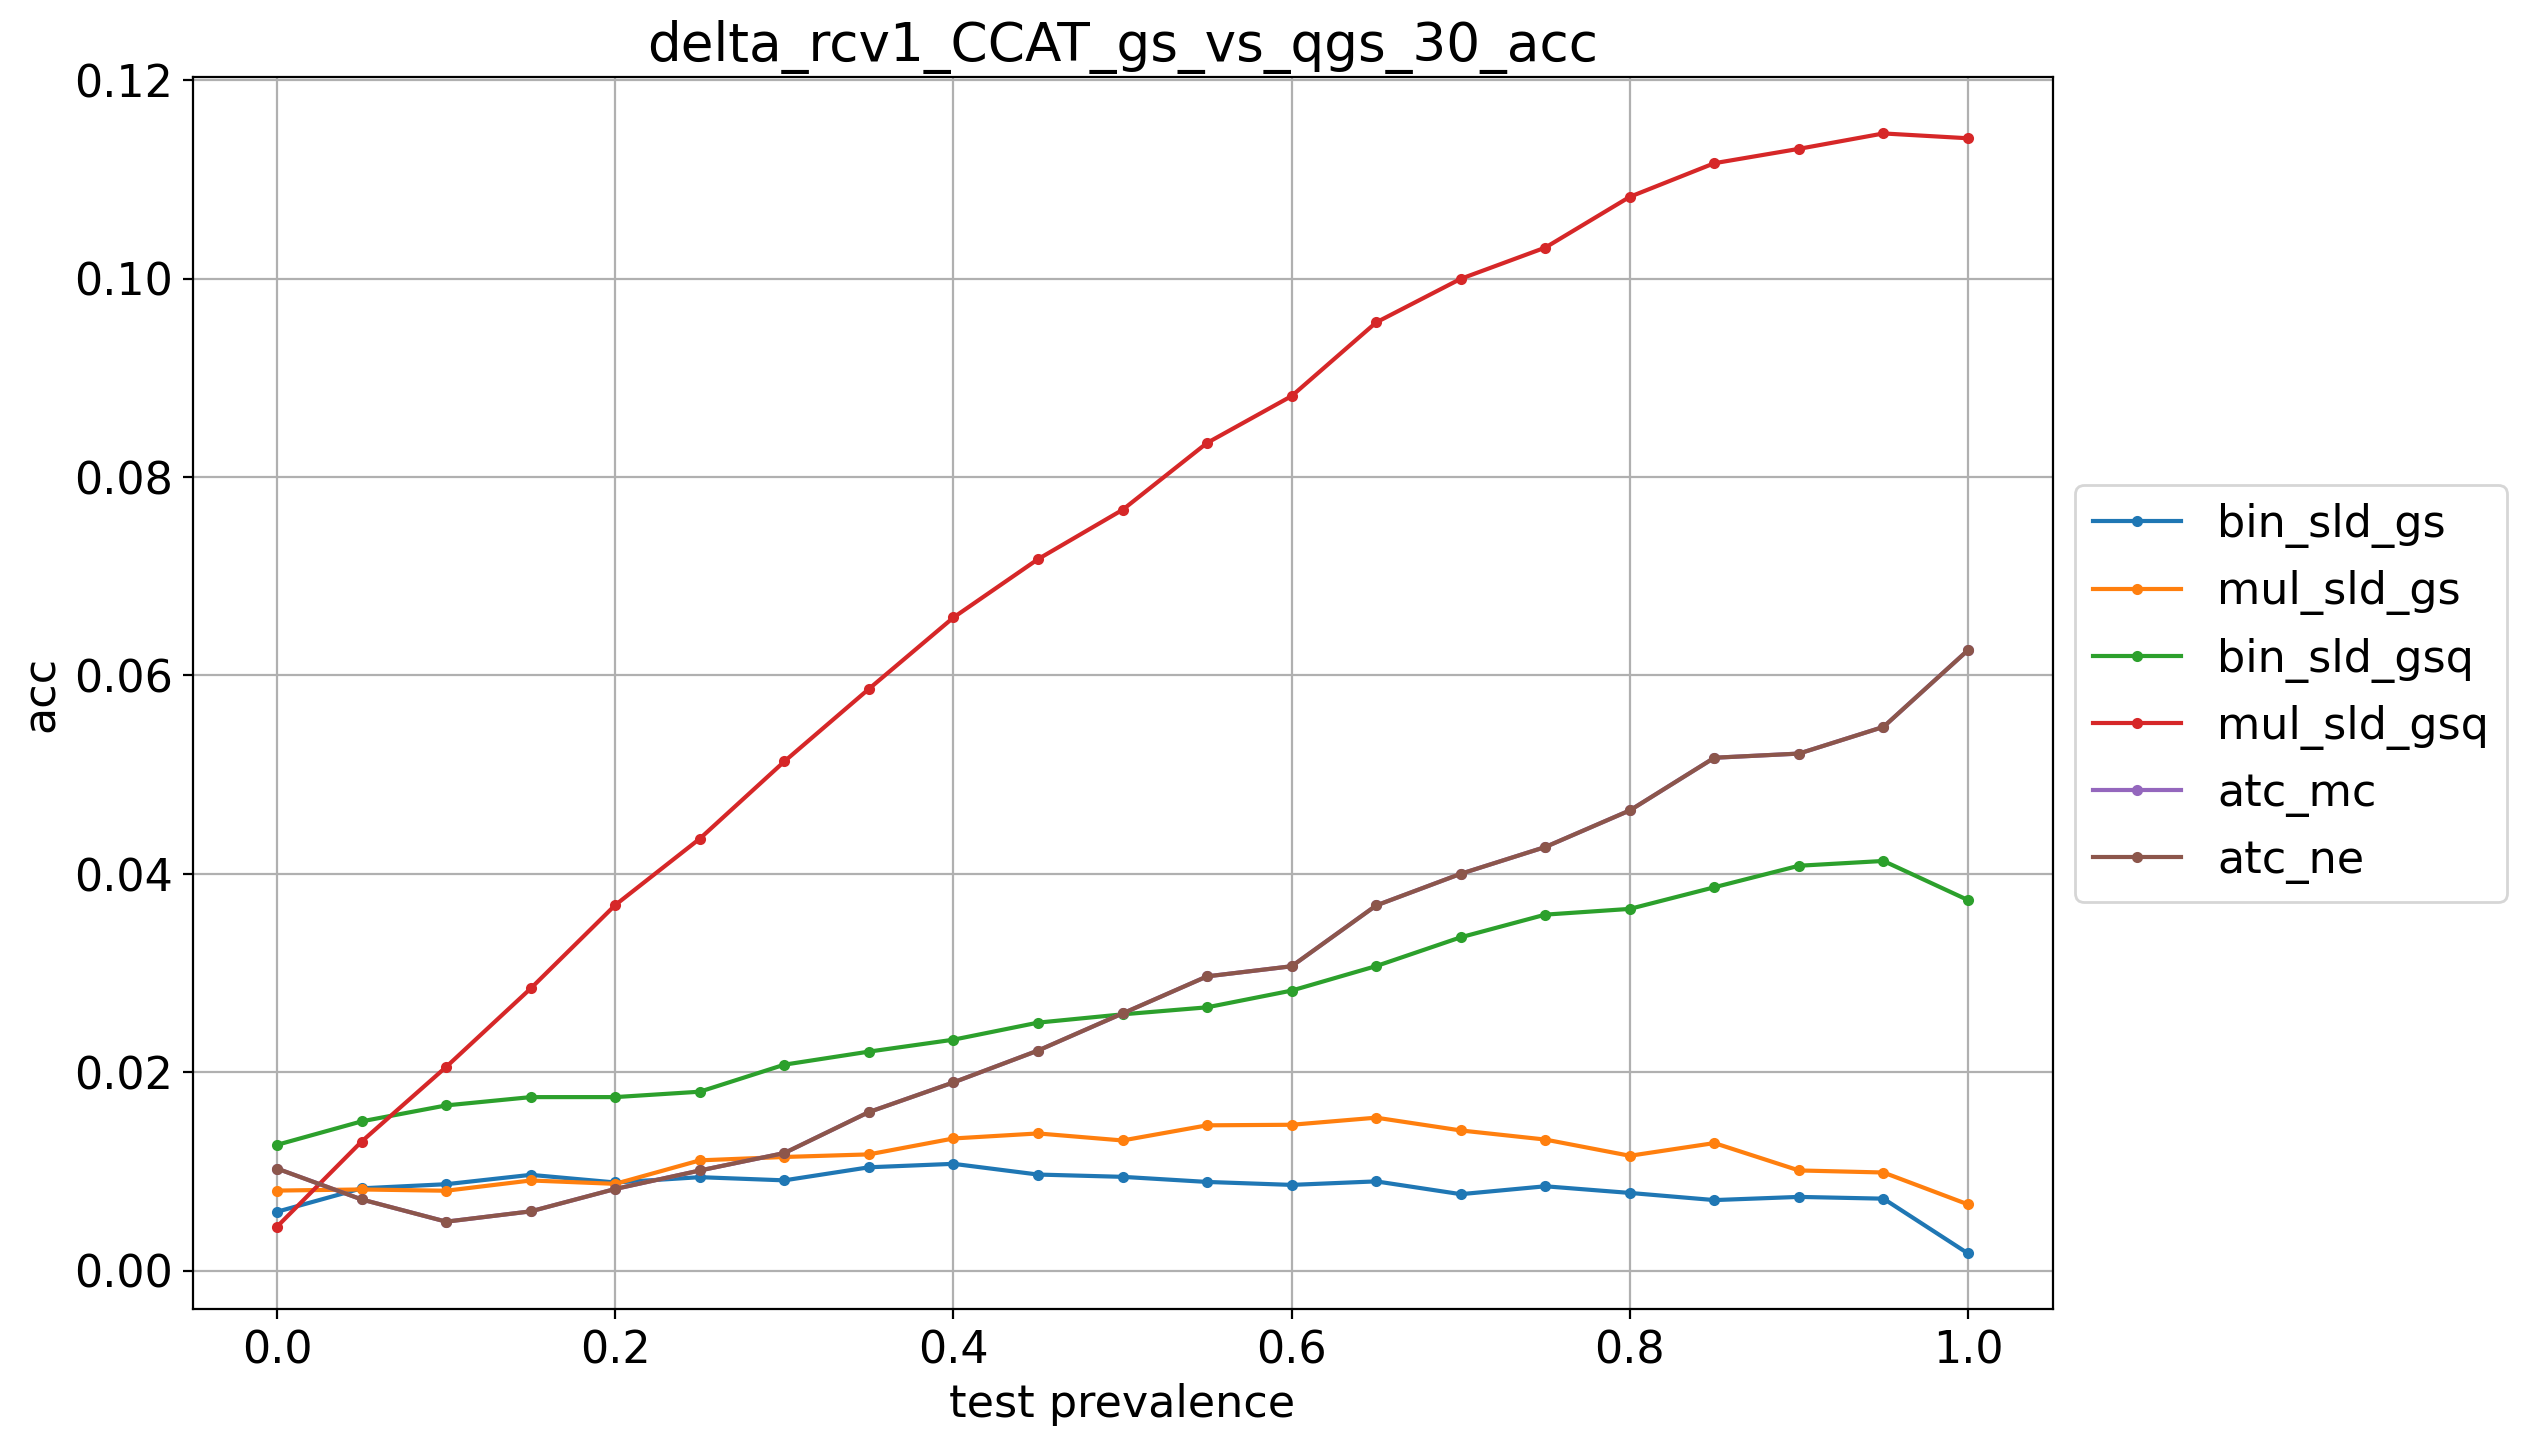 delta_rcv1_CCAT_gs_vs_qgs_30_acc
0.12
0.10
0.08
0.06
0.04
0.02
0.00
acc
0.0 0.2 0.4 0.6 0.8 1.0
test prevalence
bin_sld_gs
mul_sld_gs
bin_sld_gsq
mul_sld_gsq
atc_mc
atc_ne